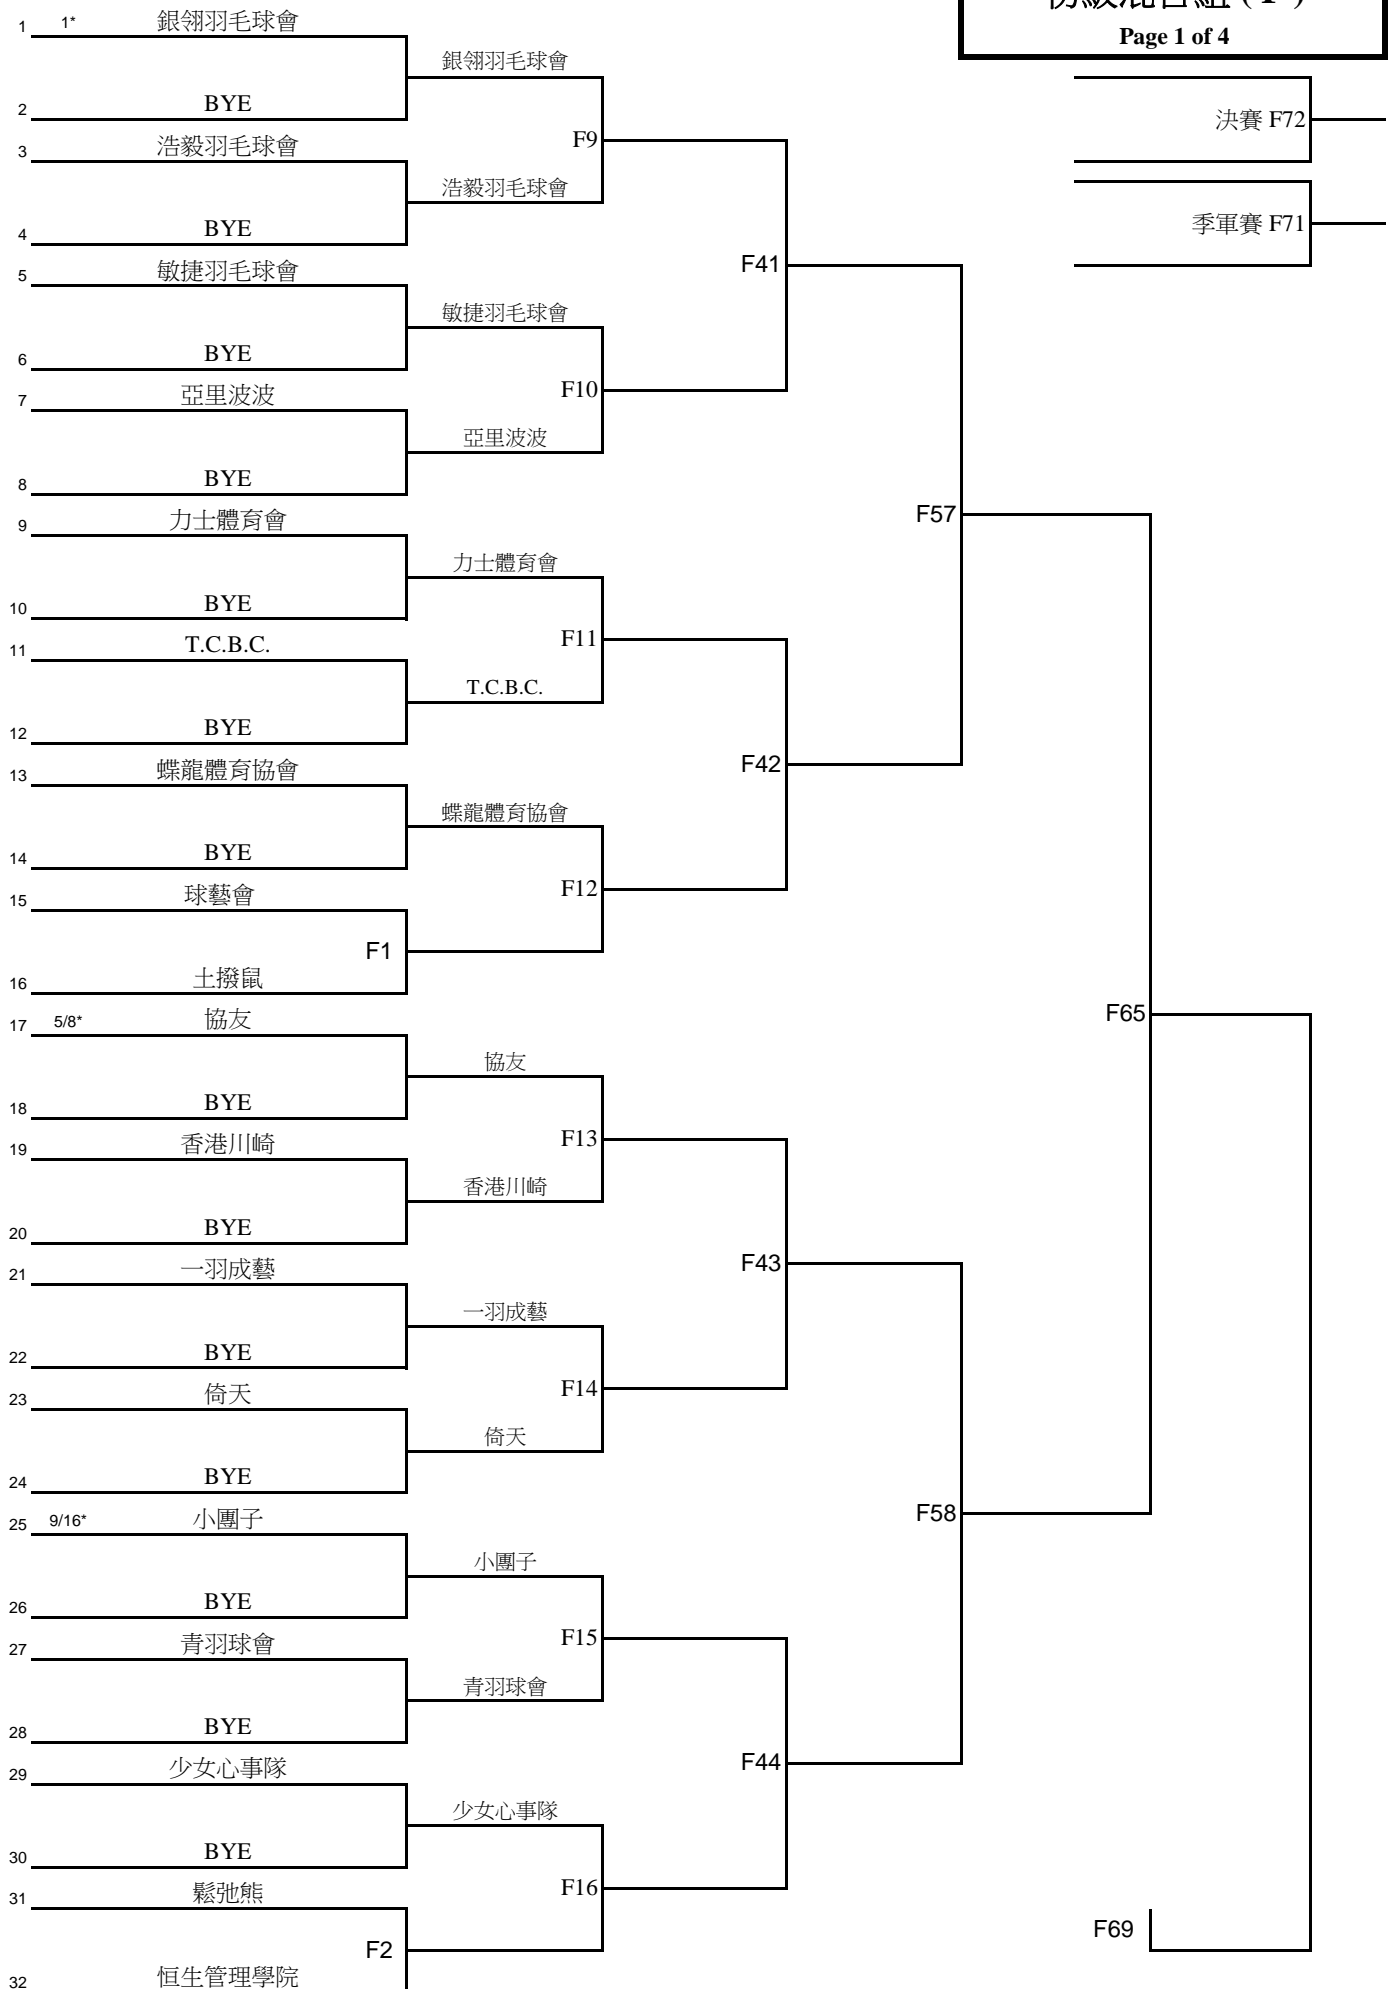 Page 1 of 4
1 1* 銀翎羽毛球會
銀翎羽毛球會
2 BYE
決賽 F72
3 浩毅羽毛球會
F9
浩毅羽毛球會
4 BYE
季軍賽 F71
5 敏捷羽毛球會
F41
敏捷羽毛球會
6 BYE
7 亞里波波
F10
亞里波波
8 BYE
9 力士體育會
F57
力士體育會
10 BYE
11 T.C.B.C.
F11
T.C.B.C.
12 BYE
13 蝶龍體育協會
F42
蝶龍體育協會
14 BYE
15 球藝會
F12
F1
16 土撥鼠
17 5/8* 協友
F65
協友
18 BYE
19 香港川崎
F13
香港川崎
20 BYE
21 一羽成藝
F43
一羽成藝
22 BYE
23 倚天
F14
倚天
24 BYE
25 9/16* 小團子
F58
小團子
26 BYE
27 青羽球會
F15
青羽球會
28 BYE
29 少女心事隊
F44
少女心事隊
30 BYE
31 鬆弛熊
F16
F69
F2
32 恒生管理學院